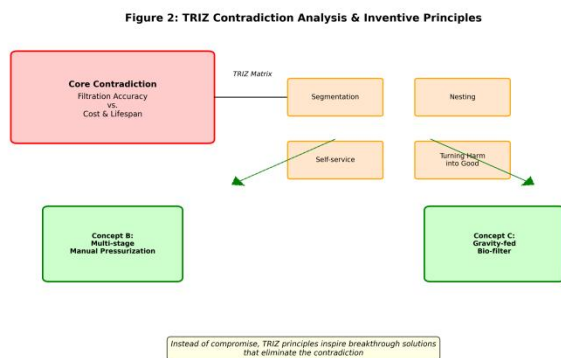 Figure 2: TRIZ Contradiction Analysis & Inventive Principles
Core Contradiction
Filtration Accuracy
vs.
Cost & Lifespan
TRIZ Matrix
Segmentation
Nesting
Self-service
Turning Harm
into Good
Concept B:
Multi-stage
Manual Pressurization
Concept C:
Gravity-fed
Bio-filter
Instead of compromise, TRIZ principles inspire breakthrough solutions
that eliminate the contradiction